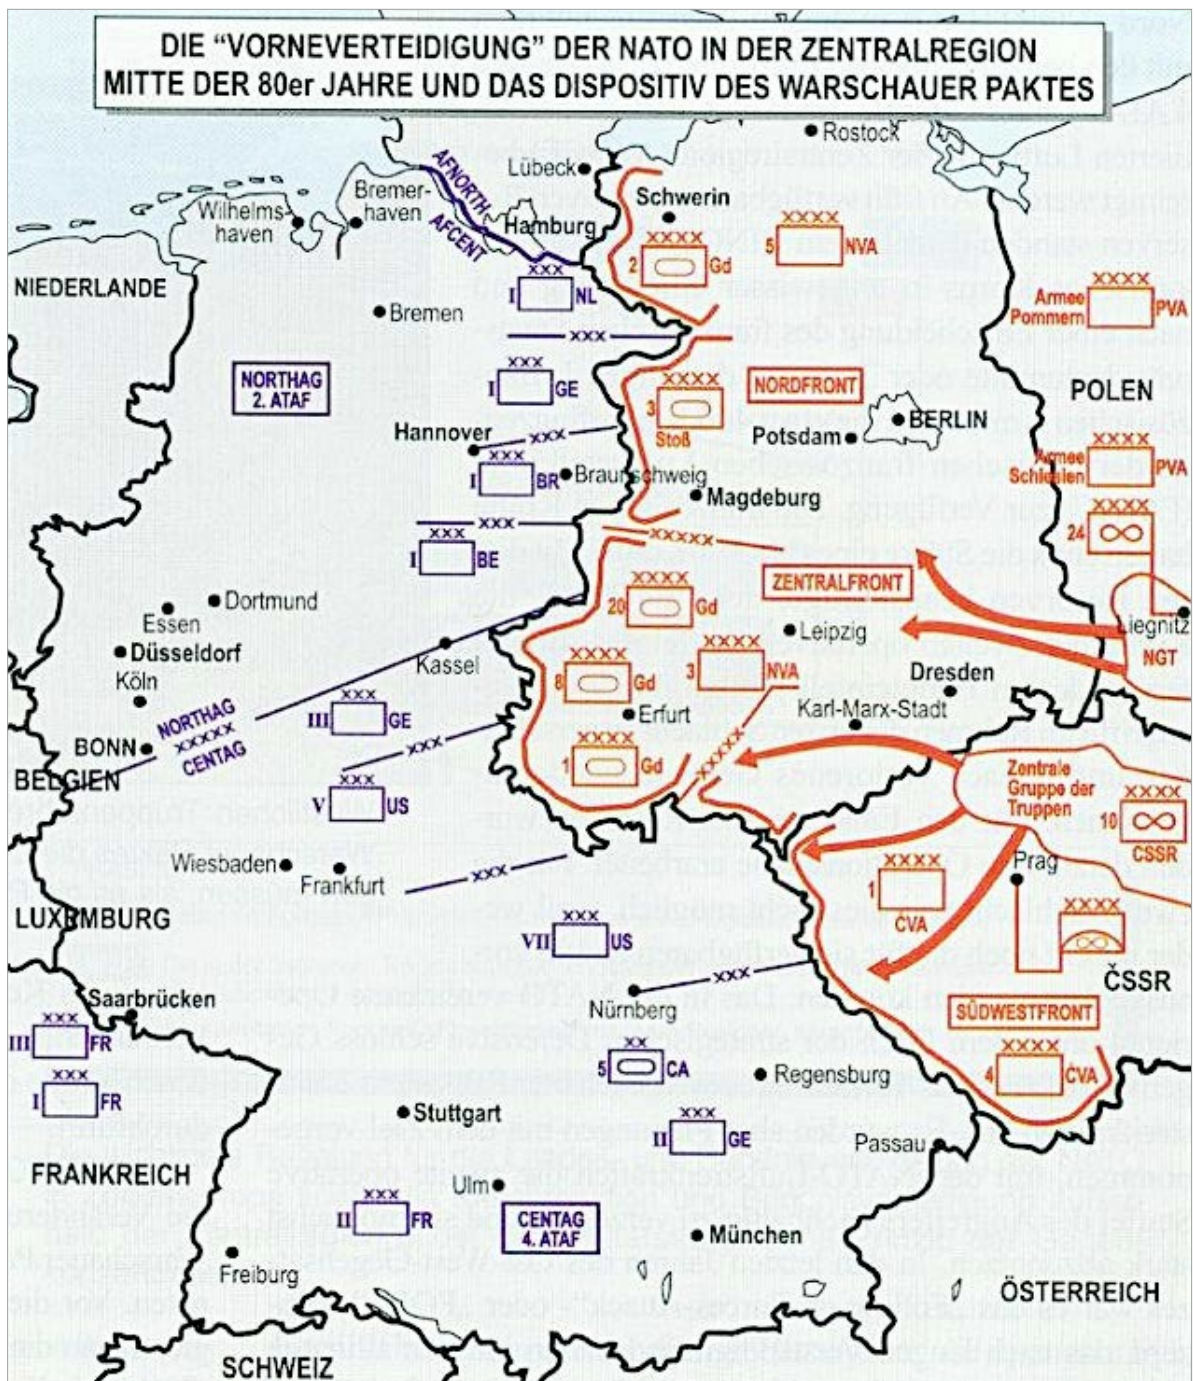 DIE “VORNEVERTEIDIGUNG” DER NATO IN DER ZENTRALREGION
MITTE DER 80er JAHRE UND DAS DISPOSITIV DES WARSCHAUER PAKTES
Rostock
Lübeck
Schwerin
Bremer-
haven
Wilhelms-
haven
AFNORTH
AFCENT
Hamburg
XXXX
2 Gd
XXXX
5 NVA
NIEDERLANDE
XXX
I NL
Bremen
XXXX
Armee
Pommern
PVA
XXX
NORTHAG
2. ATAF
XXX
I GE
XXXX
3
Stoß
NORDFRONT
POLEN
Hannover
XXX
Potsdam
BERLIN
XXX
I BR
Braunschweig
Magdeburg
XXXX
Armee
Schlesien
PVA
XXX
XXXX
24
XXX
I BE
XXXXX
ZENTRALFRONT
XXXX
20 Gd
Dortmund
Essen
Düsseldorf
Köln
Kassel
Leipzig
Liegnitz
NGT
XXXX
8 Gd
XXXX
3 NVA
Dresden
Erfurt
Karl-Marx-Stadt
NORTHAG
XXXXX
CENTAG
XXX
III GE
BONN
XXX
XXXX
1 Gd
XXXXX
BELGIEN
XXX
V US
Zentrale
Gruppe der
Truppen
XXXX
10
CSSR
Wiesbaden
Frankfurt
XXX
Prag
XXXX
1
CVA
LUXEMBURG
XXX
VII US
XXXX
ČSSR
XXX
Nürnberg
Saarbrücken
SÜDWESTFRONT
XXX
III FR
XX
5 CA
XXXX
4 CVA
XXX
I FR
Regensburg
Stuttgart
XXX
II GE
Passau
FRANKREICH
Ulm
XXX
II FR
CENTAG
4. ATAF
München
Freiburg
ÖSTERREICH
SCHWEIZ